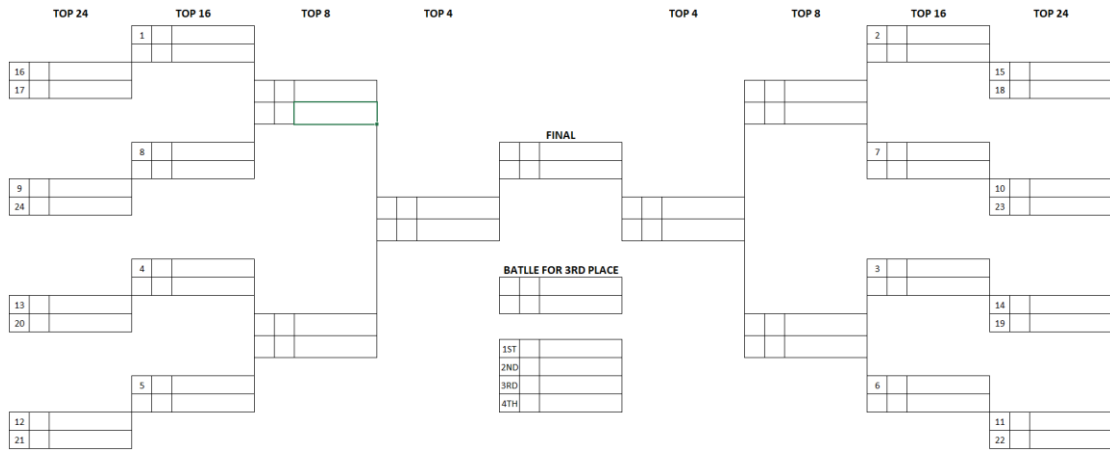 TOP 24 TOP 16 TOP 8 TOP 4 TOP 4 TOP 8 TOP 16 TOP 24
1 2
16 15
17 18
FINAL
8 7
9 10
24 23
4 BATLLE FOR 3RD PLACE 3
13 14
20 19
1ST
2ND
5 3RD 6
4TH
12 11
21 22